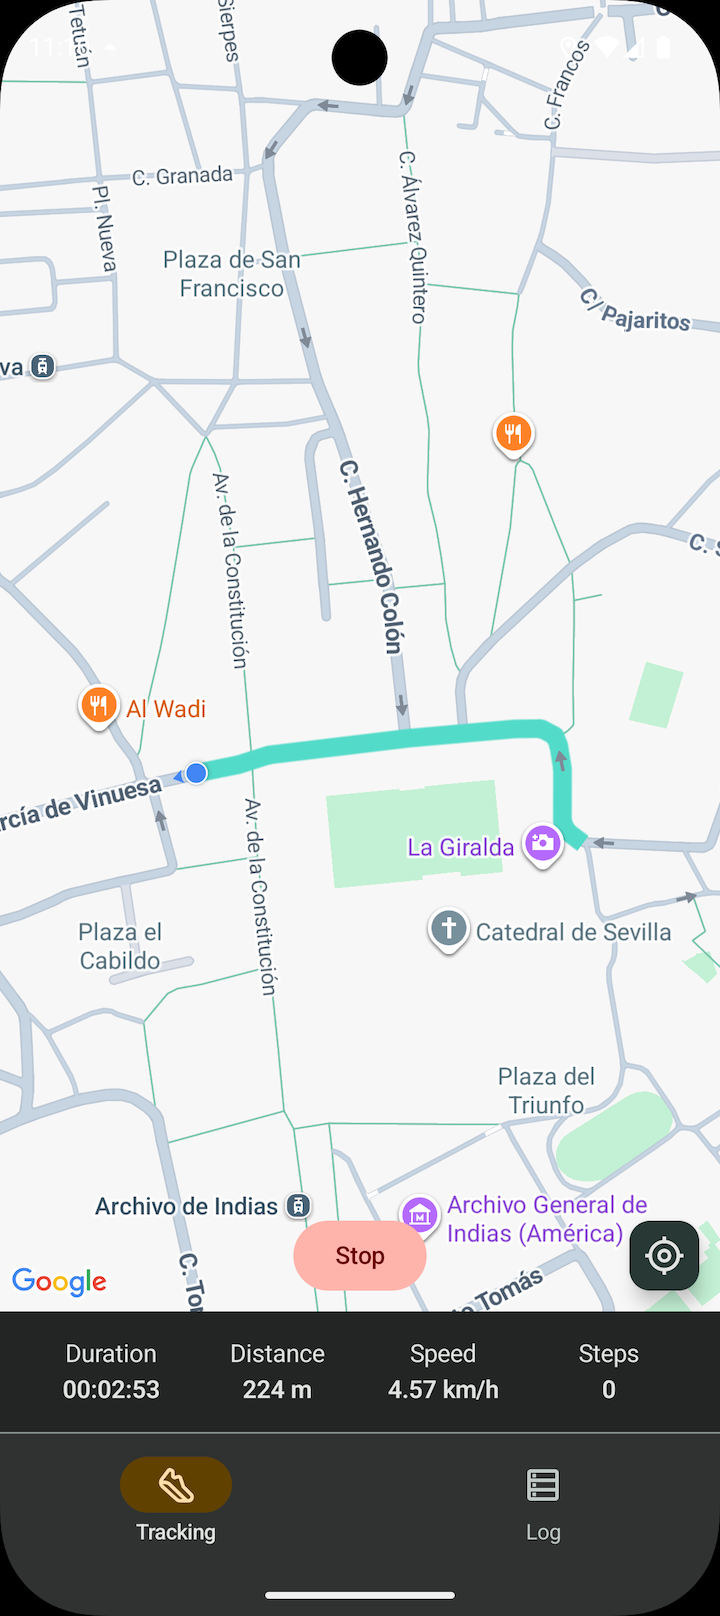 Tetuán
Sierpes
C. Francos
C. Granada
Pl. Nueva
C. Álvarez Quintero
Plaza de San
Francisco
C/ Pajaritos
va
C. Hernando Colón
Av. de la Constitución
C. S
Al Wadi
rcía de Vinuesa
Av. de la Constitución
La Giralda
Plaza el
Cabildo
Catedral de Sevilla
Plaza del
Triunfo
Archivo de Indias
Archivo General de
Indias (América)
C. Tor
o Tomás
Google
Stop
Duration
00:02:53
Distance
224 m
Speed
4.57 km/h
Steps
0
Tracking
Log